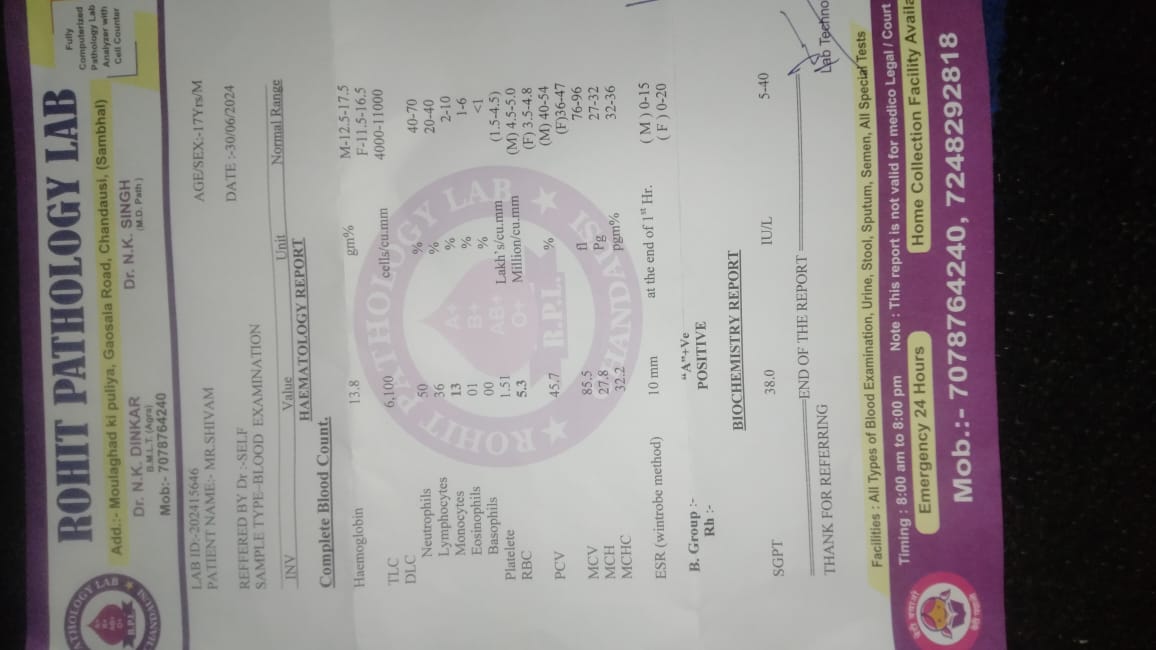 ROHIT PATHOLOGY LAB
Fully
Computerized
Pathology Lab
Analyzer with
Cell Counter
Add.:- Moulaghad ki puliya, Gaosala Road, Chandausi, (Sambhal)
Dr. N.K. DINKAR Dr. N.K. SINGH
B.M.L.T. (Agra) (M.D. Path)
Mob:- 7078764240
LAB ID:-202415646 AGE/SEX:-17Yrs/M
PATIENT NAME:- MR.SHIVAM
REFFERED BY Dr :-SELF DATE :-30/06/2024
SAMPLE TYPE-BLOOD EXAMINATION
INV Value Unit Normal Range
HAEMATOLOGY REPORT
Complete Blood Count.
Haemoglobin 13.8 gm% M-12.5-17.5
F-11.5-16.5
TLC 6,100 cells/cu.mm 4000-11000
DLC
Neutrophils 50 % 40-70
Lymphocytes 36 % 20-40
Monocytes 13 % 2-10
Eosinophils 01 % 1-6
Basophils 00 % <1
Platelete 1.51 Lakh's/cu.mm (1.5-4.5)
RBC 5.3 Million/cu.mm (M) 4.5-5.0
(F) 3.5-4.8
PCV 45.7 % (M) 40-54
(F)36-47
MCV 85.5 fl 76-96
MCH 27.8 Pg 27-32
MCHC 32.2 pgm% 32-36
ESR (wintrobe method) 10 mm at the end of 1st Hr. ( M ) 0-15
( F ) 0-20
B. Group :- "A"+Ve
Rh :- POSITIVE
BIOCHEMISTRY REPORT
SGPT 38.0 IU/L 5-40
END OF THE REPORT
THANK FOR REFERRING Lab Techno
ROHIT PATHOLOGY LAB CHANDAUSI
A+
B+
AB+
O+
R.P.L.
Facilities : All Types of Blood Examination, Urine, Stool, Sputum, Semen, All Special Tests
Timing : 8:00 am to 8:00 pm Note : This report is not valid for medico Legal / Court
Emergency 24 Hours Home Collection Facility Availa
Mob.:- 7078764240, 7248292818